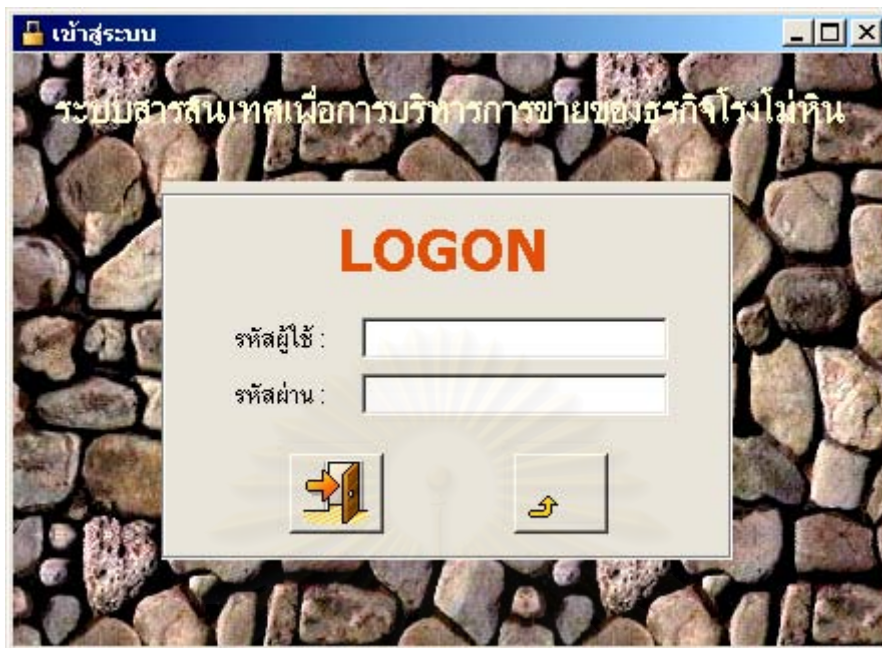 เข้าสู่ระบบ
ระบบสารสนเทศเพื่อการบริหารการขายของธุรกิจโรงโม่หิน
LOGON
รหัสผู้ใช้ :
รหัสผ่าน :